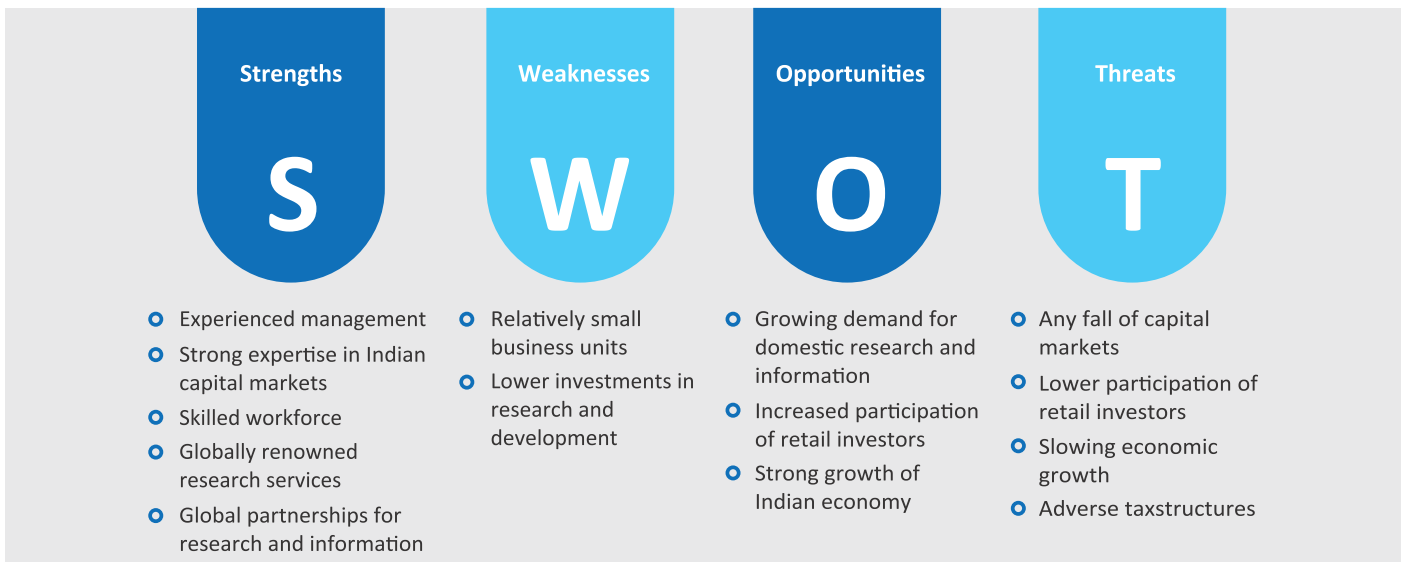 Strengths
S
Experienced management
Strong expertise in Indian
capital markets
Skilled workforce
Globally renowned
research services
Global partnerships for
research and information
Weaknesses
W
Relatively small
business units
Lower investments in
research and
development
Opportunities
O
Growing demand for
domestic research and
information
Increased participation
of retail investors
Strong growth of
Indian economy
Threats
T
Any fall of capital
markets
Lower participation of
retail investors
Slowing economic
growth
Adverse taxstructures